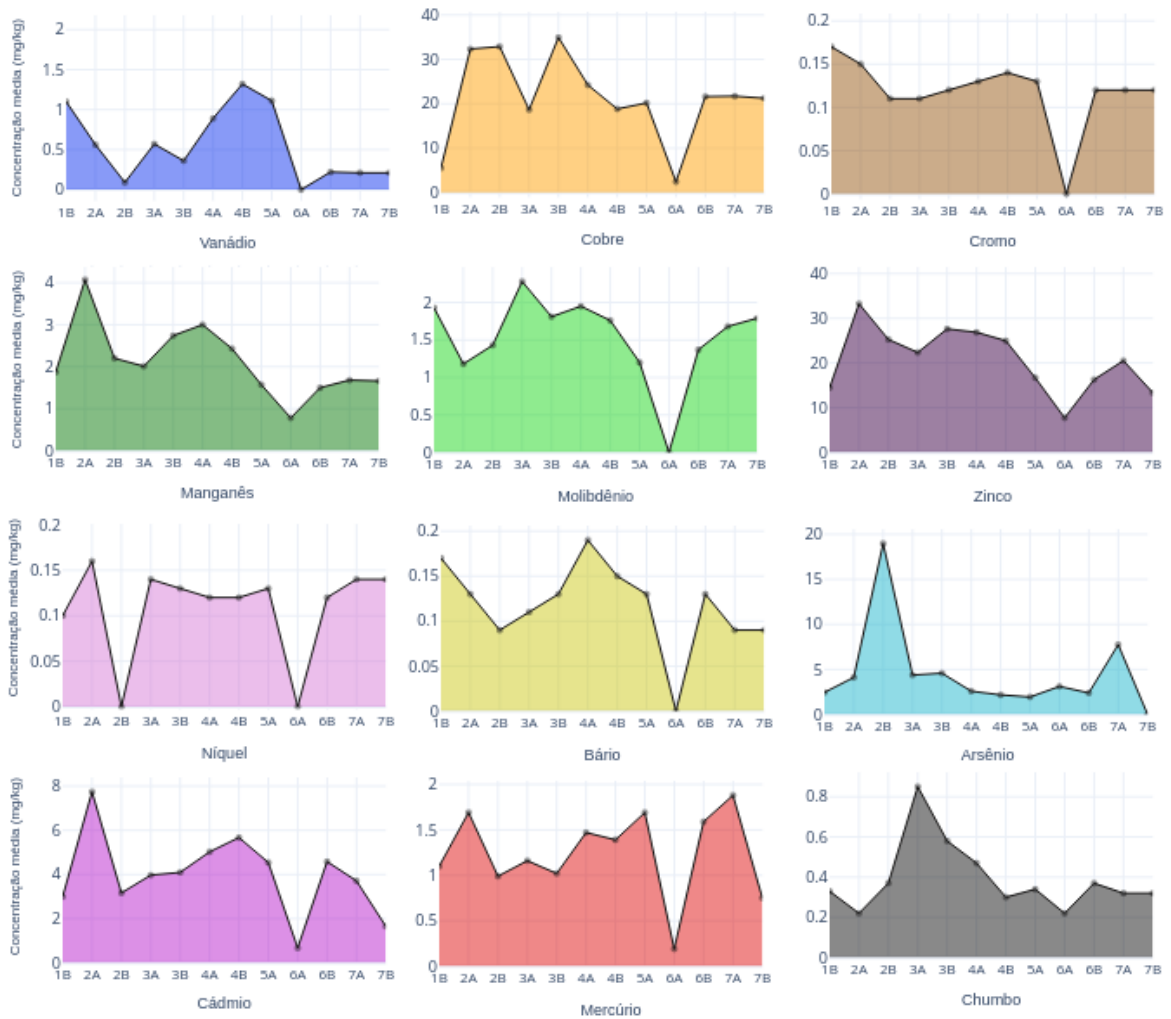 Concentração média (mg/kg)
2
1.5
1
0.5
0
1B 2A 2B 3A 3B 4A 4B 5A 6A 6B 7A 7B
Vanádio
40
30
20
10
0
1B 2A 2B 3A 3B 4A 4B 5A 6A 6B 7A 7B
Cobre
0.2
0.15
0.1
0.05
0
1B 2A 2B 3A 3B 4A 4B 5A 6A 6B 7A 7B
Cromo
Concentração média (mg/kg)
4
3
2
1
0
1B 2A 2B 3A 3B 4A 4B 5A 6A 6B 7A 7B
Manganês
2
1.5
1
0.5
0
1B 2A 2B 3A 3B 4A 4B 5A 6A 6B 7A 7B
Molibdênio
40
30
20
10
0
1B 2A 2B 3A 3B 4A 4B 5A 6A 6B 7A 7B
Zinco
Concentração média (mg/kg)
0.2
0.15
0.1
0.05
0
1B 2A 2B 3A 3B 4A 4B 5A 6A 6B 7A 7B
Níquel
0.2
0.15
0.1
0.05
0
1B 2A 2B 3A 3B 4A 4B 5A 6A 6B 7A 7B
Bário
20
15
10
5
0
1B 2A 2B 3A 3B 4A 4B 5A 6A 6B 7A 7B
Arsênio
Concentração média (mg/kg)
8
6
4
2
0
1B 2A 2B 3A 3B 4A 4B 5A 6A 6B 7A 7B
Cádmio
2
1.5
1
0.5
0
1B 2A 2B 3A 3B 4A 4B 5A 6A 6B 7A 7B
Mercúrio
0.8
0.6
0.4
0.2
0
1B 2A 2B 3A 3B 4A 4B 5A 6A 6B 7A 7B
Chumbo